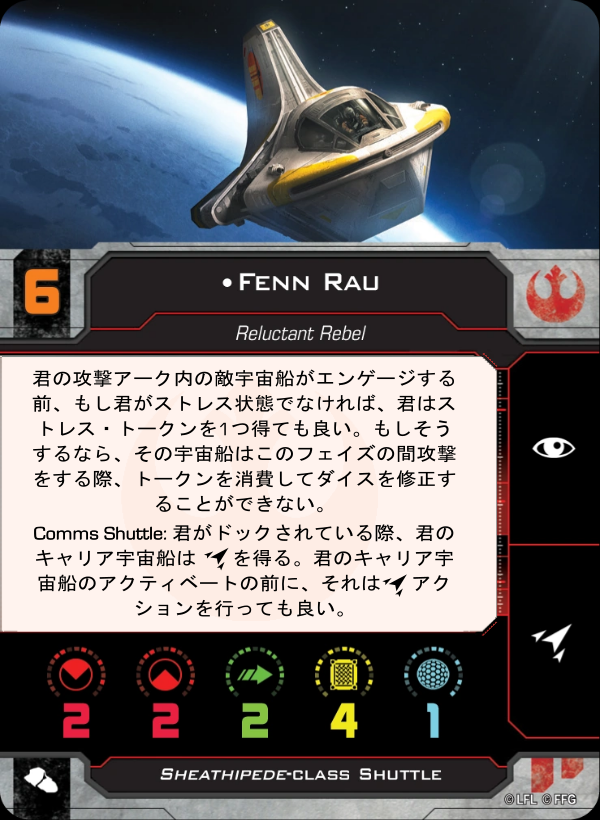 6
•Fenn Rau
Reluctant Rebel
君の攻撃アーク内の敵宇宙船がエンゲージする
前、もし君がストレス状態でなければ、君はス
トレス・トークンを1つ得ても良い。もしそう
するなら、その宇宙船はこのフェイズの間攻撃
をする際、トークンを消費してダイスを修正す
ることができない。
Comms Shuttle: 君がドックされている際、君の
キャリア宇宙船は を得る。君のキャリア宇
宙船のアクティベートの前に、それは アク
ションを行っても良い。
2 2 2 4 1
Sheathipede-class Shuttle
©LFL ©FFG